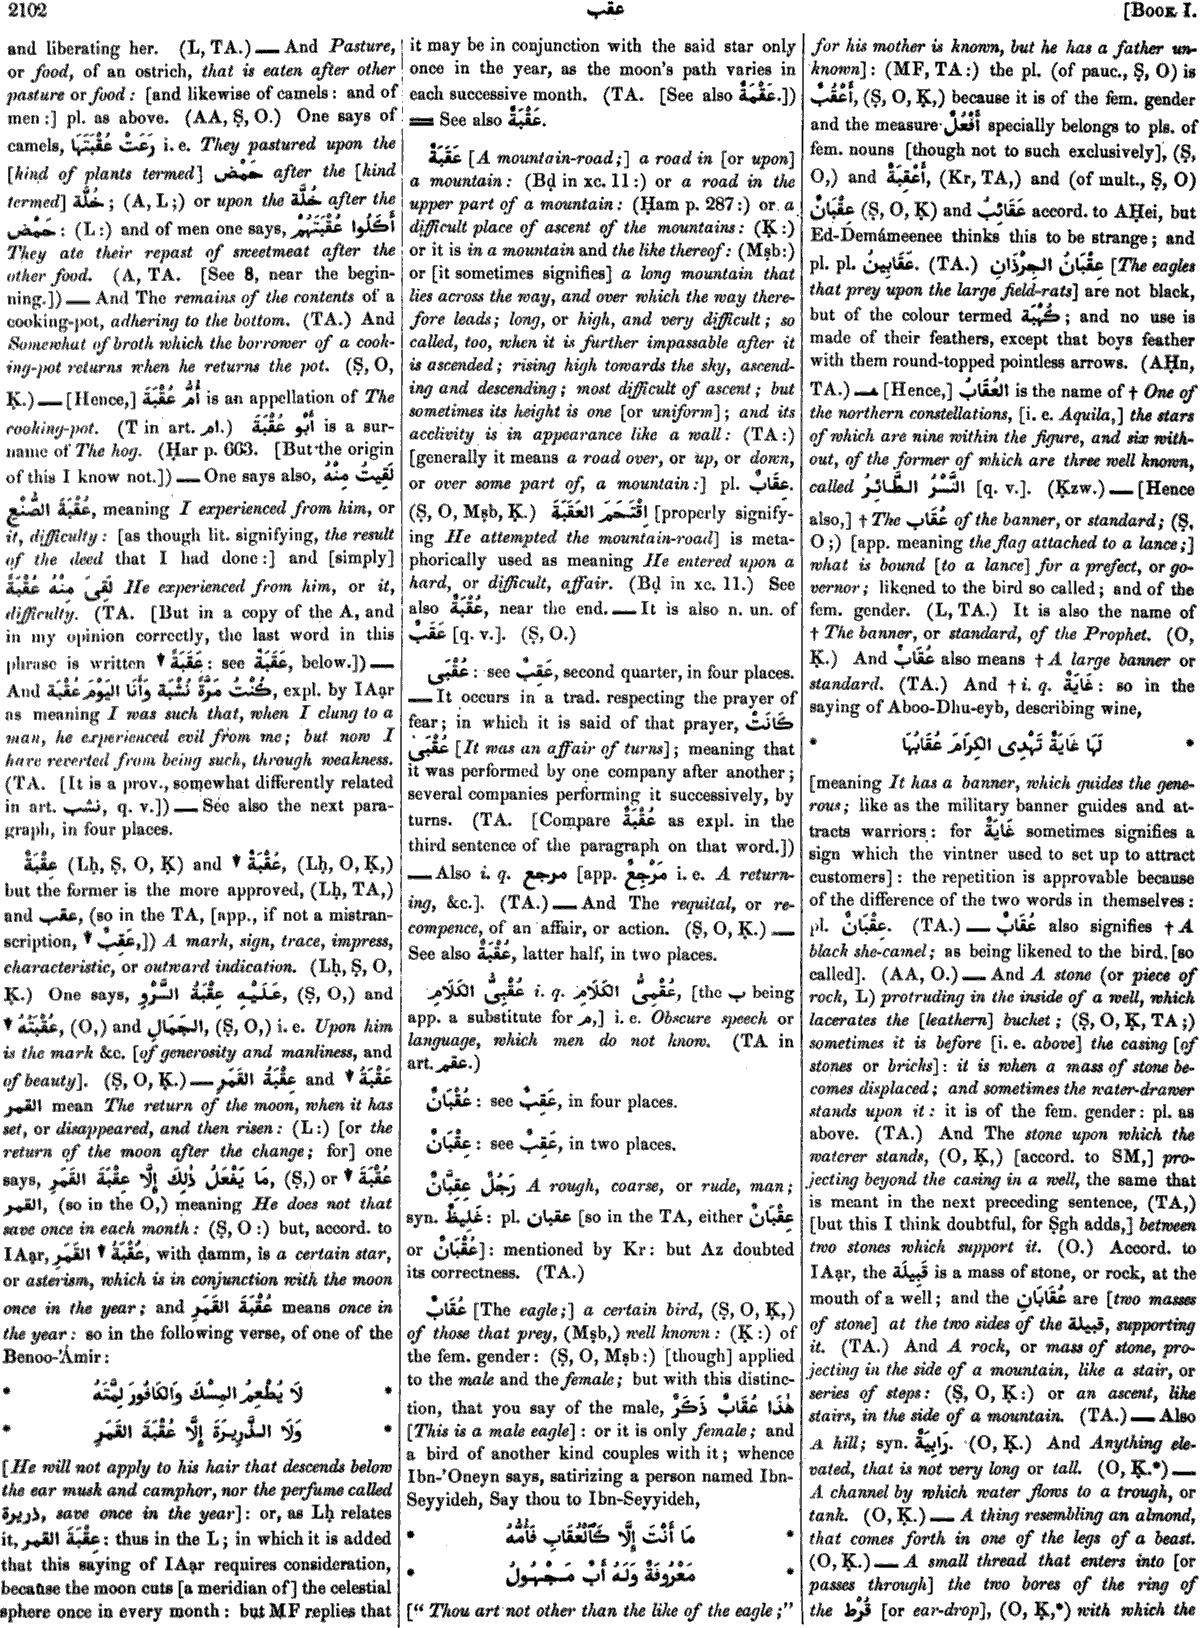 2102
عقب
[BOOK I.
and liberating her. (L, TA.) — And Pasture,
or food, of an ostrich, that is eaten after other
pasture or food: [and likewise of camels: and of
men:] pl. as above. (AA, Ṣ, O.) One says of
camels, رَعَتْ عُقْبَتَهَا i. e. They pastured upon the
[kind of plants termed] حَمْض after the [kind
termed] خُلَّة; (A, L;) or upon the خُلَّة after the
حَمْض: (L:) and of men one says, أَكَلُوا عُقْبَتَهُمْ
They ate their repast of sweetmeat after the
other food. (A, TA. [See 8, near the begin-
ning.]) — And The remains of the contents of a
cooking-pot, adhering to the bottom. (TA.) And
Somewhat of broth which the borrower of a cook-
ing-pot returns when he returns the pot. (Ṣ, O,
Ḳ.) — [Hence,] أُمُّ عُقْبَةَ is an appellation of The
cooking-pot. (T in art. ام.) أَبُو عُقْبَةَ is a sur-
name of The hog. (Ḥar p. 663. [But the origin
of this I know not.]) — One says also, لَقِيتُ مِنْهُ
عُقْبَةَ الضُّبُعِ, meaning I experienced from him, or
it, difficulty: [as though lit. signifying, the result
of the deed that I had done:] and [simply]
لَقِىَ مِنْهُ عُقْبَةً He experienced from him, or it,
difficulty. (TA. [But in a copy of the A, and
in my opinion correctly, the last word in this
phrase is written ▼ عَقَبَةً: see عَقَبَةٌ, below.]) —
And كُنْتُ مَرَّةً نُشْبَةً وَأَنَا اليَوْمَ عُقْبَةً, expl. by IAạr
as meaning I was such that, when I clung to a
man, he experienced evil from me; but now I
have reverted from being such, through weakness.
(TA. [It is a prov., somewhat differently related
in art. نشب, q. v.]) — See also the next para-
graph, in four places.
عِقْبَةٌ (Lḥ, Ṣ, O, Ḳ) and ▼ عُقْبَةٌ, (Lḥ, O, Ḳ,)
but the former is the more approved, (Lḥ, TA,)
and عقب, (so in the TA, [app., if not a mistran-
scription, ▼ عَقِبٌ,]) A mark, sign, trace, impress,
characteristic, or outward indication. (Lḥ, Ṣ, O,
Ḳ.) One says, عَلَيْهِ عِقْبَةُ السَّرْوِ, (Ṣ, O,) and
▼ عُقْبَتُهُ, (O,) and الجَمَالِ, (Ṣ, O,) i. e. Upon him
is the mark &c. [of generosity and manliness, and
of beauty]. (Ṣ, O, Ḳ.) — عِقْبَةُ القَمَرِ and ▼ عُقْبَةُ
القمر mean The return of the moon, when it has
set, or disappeared, and then risen: (L:) [or the
return of the moon after the change; for] one
says, مَا يَفْعَلُ ذٰلِكَ إِلَّا عِقْبَةَ القَمَرِ, (Ṣ,) or ▼ عُقْبَةَ
القمر, (so in the O,) meaning He does not that
save once in each month: (Ṣ, O:) but, accord. to
IAạr, عُقْبَةُ ▼ القَمَرِ, with ḍamm, is a certain star,
or asterism, which is in conjunction with the moon
once in the year; and عُقْبَةَ القَمَرِ means once in
the year: so in the following verse, of one of the
Benoo-'Ámir:
* لَا يُطْعِمُ المِسْكَ وَالكَافُورَ لِمَّتَهُ *
* وَلَا الذَّرِيرَةَ إِلَّا عُقْبَةَ القَمَرِ *
[He will not apply to his hair that descends below
the ear musk and camphor, nor the perfume called
ذريرة, save once in the year]: or, as Lḥ relates
it, عِقْبَةَ القمر: thus in the L; in which it is added
that this saying of IAạr requires consideration,
because the moon cuts [a meridian of] the celestial
sphere once in every month: but MF replies that
it may be in conjunction with the said star only
once in the year, as the moon's path varies in
each successive month. (TA. [See also عَقْمَةٌ.])
═ See also عُقْبَةٌ.
عَقَبَةٌ [A mountain-road;] a road in [or upon]
a mountain: (Bḍ in xc. 11:) or a road in the
upper part of a mountain: (Ḥam p. 287:) or a
difficult place of ascent of the mountains: (Ḳ:)
or it is in a mountain and the like thereof: (Mṣb:)
or [it sometimes signifies] a long mountain that
lies across the way, and over which the way there-
fore leads; long, or high, and very difficult; so
called, too, when it is further impassable after it
is ascended; rising high towards the sky, ascend-
ing and descending; most difficult of ascent; but
sometimes its height is one [or uniform]; and its
acclivity is in appearance like a wall: (TA:)
[generally it means a road over, or up, or down,
or over some part of, a mountain:] pl. عِقَابٌ.
(Ṣ, O, Mṣb, Ḳ.) اِقْتَحَمَ العَقَبَةَ [properly signify-
ing He attempted the mountain-road] is meta-
phorically used as meaning He entered upon a
hard, or difficult, affair. (Bḍ in xc. 11.) See
also عُقْبَةٌ, near the end. — It is also n. un. of
عَقَبٌ [q. v.]. (Ṣ, O.)
عُقْبَى: see عَقِبٌ, second quarter, in four places.
— It occurs in a trad. respecting the prayer of
fear; in which it is said of that prayer, كَانَتْ
عُقْبَى [It was an affair of turns]; meaning that
it was performed by one company after another;
several companies performing it successively, by
turns. (TA. [Compare عُقْبَةٌ as expl. in the
third sentence of the paragraph on that word.])
— Also i. q. مرجع [app. مَرْجِعٌ i. e. A return-
ing, &c.]. (TA.) — And The requital, or re-
compence, of an affair, or action. (Ṣ, O, Ḳ.) —
See also عُقْبَةٌ, latter half, in two places.
عُقْبِىُّ الكَلَامِ i. q. عُقْمِىُّ الكَلَامِ, [the ب being
app. a substitute for م,] i. e. Obscure speech or
language, which men do not know. (TA in
art. عقم.)
عُقْبَانٌ: see عَقِبٌ, in four places.
عِقْبَانٌ: see عَقِبٌ, in two places.
رَجُلٌ عِقِبَّانٌ A rough, coarse, or rude, man;
syn. غَلِيظٌ: pl. عقبان [so in the TA, either عِقْبَانٌ
or عُقْبَانٌ]: mentioned by Kr: but Az doubted
its correctness. (TA.)
عُقَابٌ [The eagle;] a certain bird, (Ṣ, O, Ḳ,)
of those that prey, (Mṣb,) well known: (Ḳ:) of
the fem. gender: (Ṣ, O, Mṣb:) [though] applied
to the male and the female; but with this distinc-
tion, that you say of the male, هٰذَا عُقَابٌ ذَكَرٌ
[This is a male eagle]: or it is only female; and
a bird of another kind couples with it; whence
Ibn-'Oneyn says, satirizing a person named Ibn-
Seyyideh, Say thou to Ibn-Seyyideh,
* مَا أَنْتَ إِلَّا كَٱلْعُقَابِ فَأُمُّهُ *
* مَعْرُوفَةٌ وَلَهُ أَبٌ مَجْهُولُ *
[“Thou art not other than the like of the eagle;”
for his mother is known, but he has a father un-
known]: (MF, TA:) the pl. (of pauc., Ṣ, O) is
أَعْقُبٌ, (Ṣ, O, Ḳ,) because it is of the fem. gender
and the measure أَفْعُلٌ specially belongs to pls. of
fem. nouns [though not to such exclusively], (Ṣ,
O,) and أَعْقِبَةٌ, (Kr, TA,) and (of mult., Ṣ, O)
عِقْبَانٌ (Ṣ, O, Ḳ) and عَقَائِبُ accord. to AḤei, but
Ed-Demámeenee thinks this to be strange; and
pl. pl. عَقَابِينُ. (TA.) عِقْبَانُ الجِرْذَانِ [The eagles
that prey upon the large field-rats] are not black,
but of the colour termed كُهْبَة; and no use is
made of their feathers, except that boys feather
with them round-topped pointless arrows. (AḤn,
TA.) — [Hence,] العُقَابُ is the name of † One of
the northern constellations, [i. e. Aquila,] the stars
of which are nine within the figure, and six with-
out, of the former of which are three well known,
called النَّسْرُ الطَّائِرُ [q. v.]. (Ḳzw.) — [Hence
also,] † The عُقَاب of the banner, or standard; (Ṣ,
O;) [app. meaning the flag attached to a lance;]
what is bound [to a lance] for a prefect, or go-
vernor; likened to the bird so called; and of the
fem. gender. (L, TA.) It is also the name of
† The banner, or standard, of the Prophet. (O,
Ḳ.) And عُقَابٌ also means † A large banner or
standard. (TA.) And † i. q. غَايَةٌ: so in the
saying of Aboo-Dhu-eyb, describing wine,
* لَهَا غَايَةٌ تَهْدِى الكِرَامَ عُقَابُهَا *
[meaning It has a banner, which guides the gene-
rous; like as the military banner guides and at-
tracts warriors: for غَايَةٌ sometimes signifies a
sign which the vintner used to set up to attract
customers]: the repetition is approvable because
of the difference of the two words in themselves:
pl. عِقْبَانٌ. (TA.) — عُقَابٌ also signifies † A
black she-camel; as being likened to the bird. [so
called]. (AA, O.) — And A stone (or piece of
rock, L) protruding in the inside of a well, which
lacerates the [leathern] bucket; (Ṣ, O, Ḳ, TA;)
sometimes it is before [i. e. above] the casing [of
stones or bricks]: it is when a mass of stone be-
comes displaced; and sometimes the water-drawer
stands upon it: it is of the fem. gender: pl. as
above. (TA.) And The stone upon which the
waterer stands, (O, Ḳ,) [accord. to SM,] pro-
jecting beyond the casing in a well, the same that
is meant in the next preceding sentence, (TA,)
[but this I think doubtful, for Ṣgh adds,] between
two stones which support it. (O.) Accord. to
IAạr, the قَبِيلَة is a mass of stone, or rock, at the
mouth of a well; and the عُقَابَانِ are [two masses
of stone] at the two sides of the قبيلة, supporting
it. (TA.) And A rock, or mass of stone, pro-
jecting in the side of a mountain, like a stair, or
series of steps: (Ṣ, O, Ḳ:) or an ascent, like
stairs, in the side of a mountain. (TA.) — Also
A hill; syn. رَابِيَةٌ. (O, Ḳ.) And Anything ele-
vated, that is not very long or tall. (O, Ḳ.*) —
A channel by which water flows to a trough, or
tank. (O, Ḳ.) — A thing resembling an almond,
that comes forth in one of the legs of a beast.
(O, Ḳ.) — A small thread that enters into [or
passes through] the two bores of the ring of
the قُرْط [or ear-drop], (O, Ḳ,*) with which the